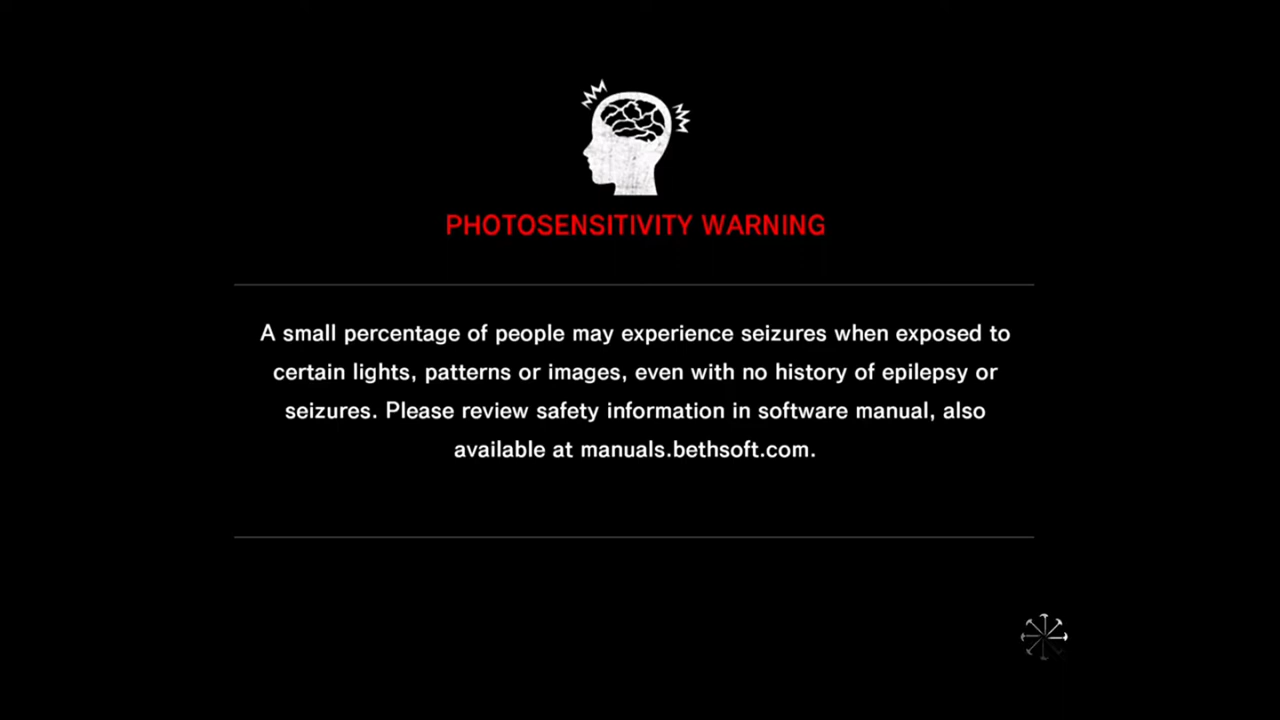 PHOTOSENSITIVITY WARNING
A small percentage of people may experience seizures when exposed to
certain lights, patterns or images, even with no history of epilepsy or
seizures. Please review safety information in software manual, also
available at manuals.bethsoft.com.